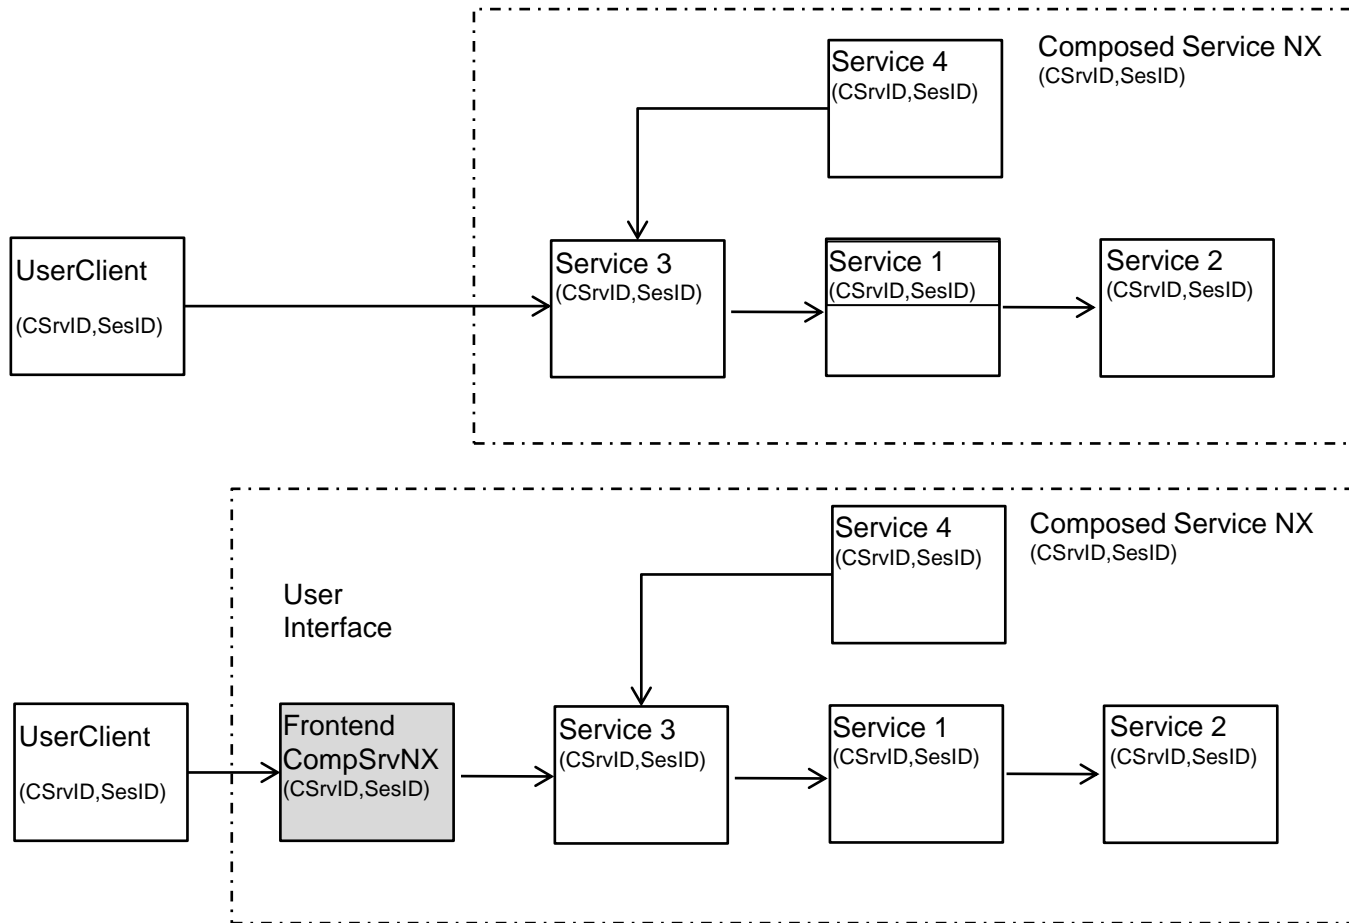 Service 4
(CSrvID,SesID)
Composed Service NX
(CSrvID,SesID)
UserClient
(CSrvID,SesID)
Service 3
(CSrvID,SesID)
Service 1
(CSrvID,SesID)
Service 2
(CSrvID,SesID)
Service 4
(CSrvID,SesID)
Composed Service NX
(CSrvID,SesID)
User
Interface
UserClient
(CSrvID,SesID)
Frontend
CompSrvNX
(CSrvID,SesID)
Service 3
(CSrvID,SesID)
Service 1
(CSrvID,SesID)
Service 2
(CSrvID,SesID)